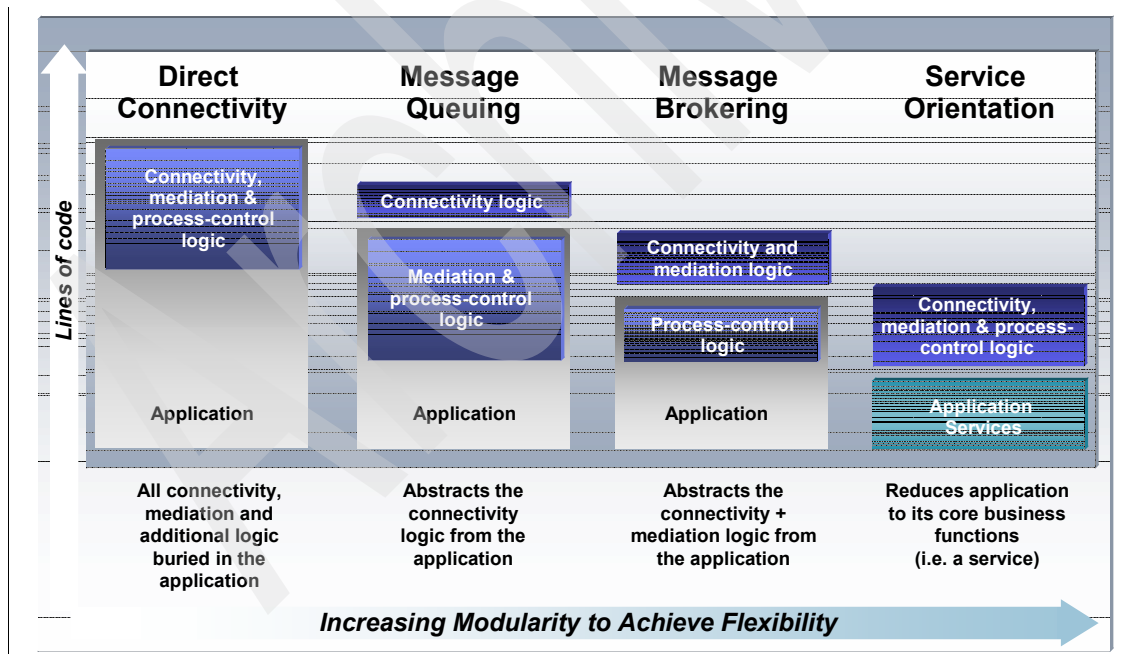 Direct
Connectivity
Message
Queuing
Message
Brokering
Service
Orientation
Lines of code
Connectivity,
mediation &
process-control
logic
Application
Connectivity logic
Mediation &
process-control
logic
Application
Connectivity and
mediation logic
Process-control
logic
Application
Connectivity,
mediation & process-
control logic
Application
Services
All connectivity,
mediation and
additional logic
buried in the
application
Abstracts the
connectivity
logic from the
application
Abstracts the
connectivity +
mediation logic from
the application
Reduces application
to its core business
functions
(i.e. a service)
Increasing Modularity to Achieve Flexibility